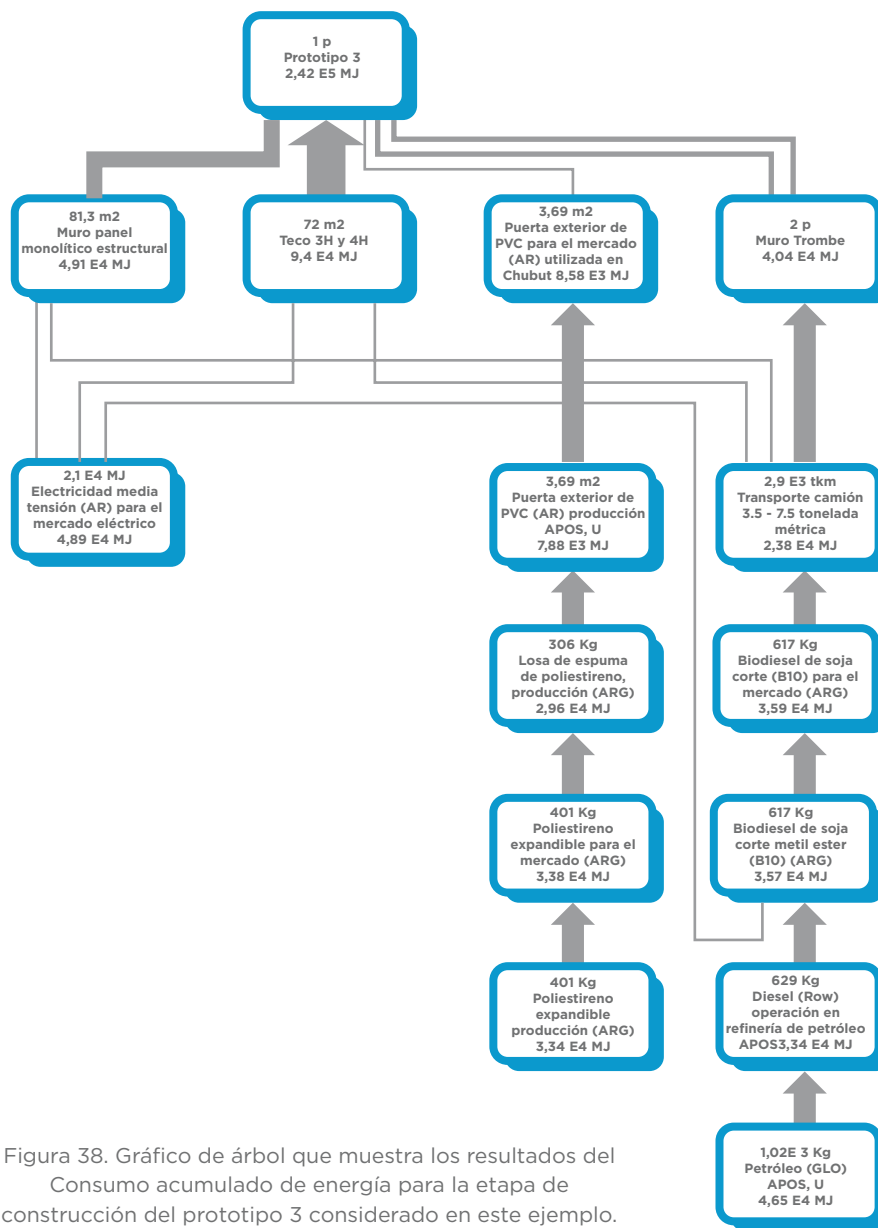 1 p
Prototipo 3
2,42 E5 MJ
81,3 m2
Muro panel
monolítico estructural
4,91 E4 MJ
72 m2
Teco 3H y 4H
9,4 E4 MJ
3,69 m2
Puerta exterior de
PVC para el mercado
(AR) utilizada en
Chubut 8,58 E3 MJ
2 p
Muro Trombe
4,04 E4 MJ
2,1 E4 MJ
Electricidad media
tensión (AR) para el
mercado eléctrico
4,89 E4 MJ
3,69 m2
Puerta exterior de
PVC (AR) producción
APOS, U
7,88 E3 MJ
2,9 E3 tkm
Transporte camión
3.5 - 7.5 tonelada
métrica
2,38 E4 MJ
306 Kg
Losa de espuma
de poliestireno,
producción (ARG)
2,96 E4 MJ
617 Kg
Biodiesel de soja
corte (B10) para el
mercado (ARG)
3,59 E4 MJ
401 Kg
Poliestireno
expandible para el
mercado (ARG)
3,38 E4 MJ
617 Kg
Biodiesel de soja
corte metil ester
(B10) (ARG)
3,57 E4 MJ
401 Kg
Poliestireno
expandible
producción (ARG)
3,34 E4 MJ
629 Kg
Diesel (Row)
operación en
refinería de petróleo
APOS3,34 E4 MJ
1,02E 3 Kg
Petróleo (GLO)
APOS, U
4,65 E4 MJ
Figura 38. Gráfico de árbol que muestra los resultados del
Consumo acumulado de energía para la etapa de
construcción del prototipo 3 considerado en este ejemplo.